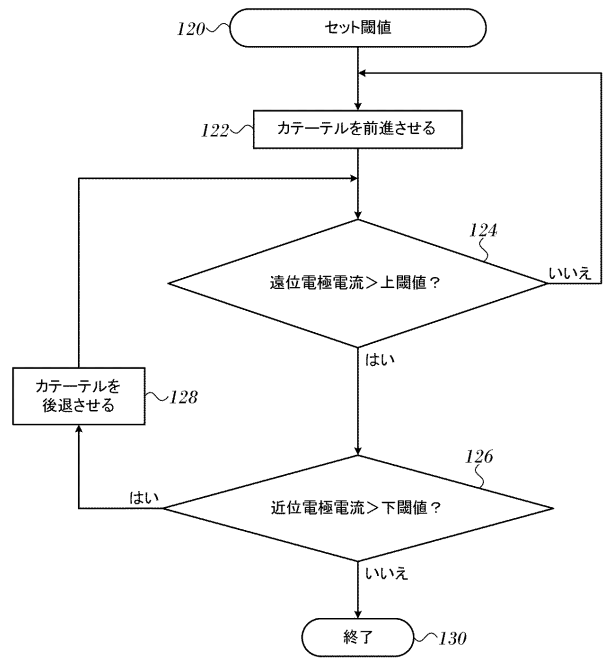 120 セット閾値
122 カテーテルを前進させる
124
遠位電極電流＞上閾値？
いいえ
はい
カテーテルを
後退させる
128
126
はい
近位電極電流＞下閾値？
いいえ
終了 130